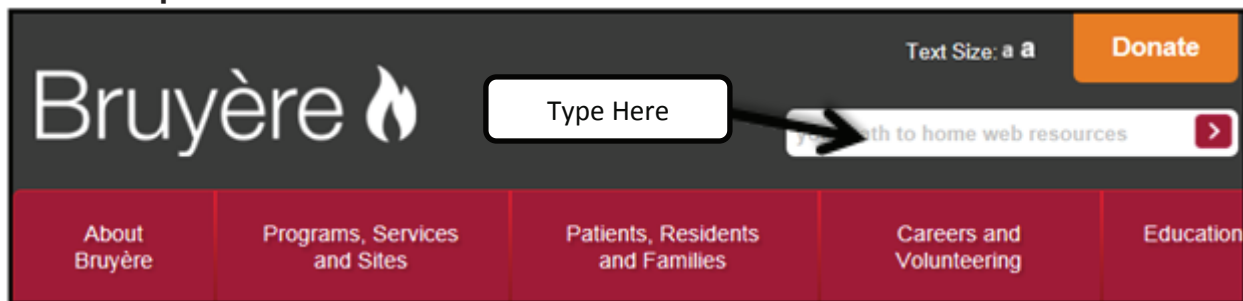 Text Size: a a
Donate
Bruyère
Type Here
to home web resources
About
Bruyère
Programs, Services
and Sites
Patients, Residents
and Families
Careers and
Volunteering
Education